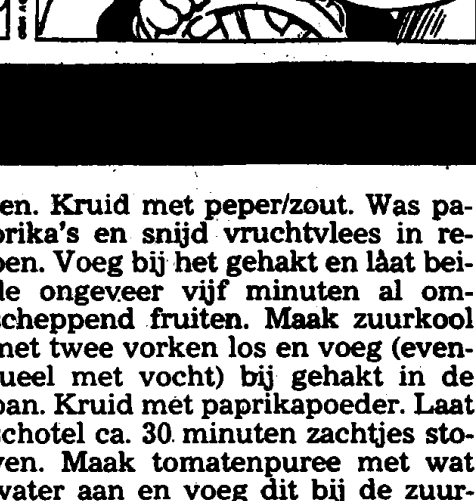 en. Kruid met peper/zout. Was pa-
prika's en snijd vruchtvlees in re-
pen. Voeg bij het gehakt en låat bei-
de ongeveer vijf minuten al om-
scheppend fruiten. Maak zuurkool
met twee vorken los en voeg (even-
tueel met vocht) bij gehakt in de
pan. Kruid met paprikapoeder. Laat
schotel ca. 30 minuten zachtjes sto-
ven. Maak tomatenpuree met wat
water aan en voeg dit bij de zuur-